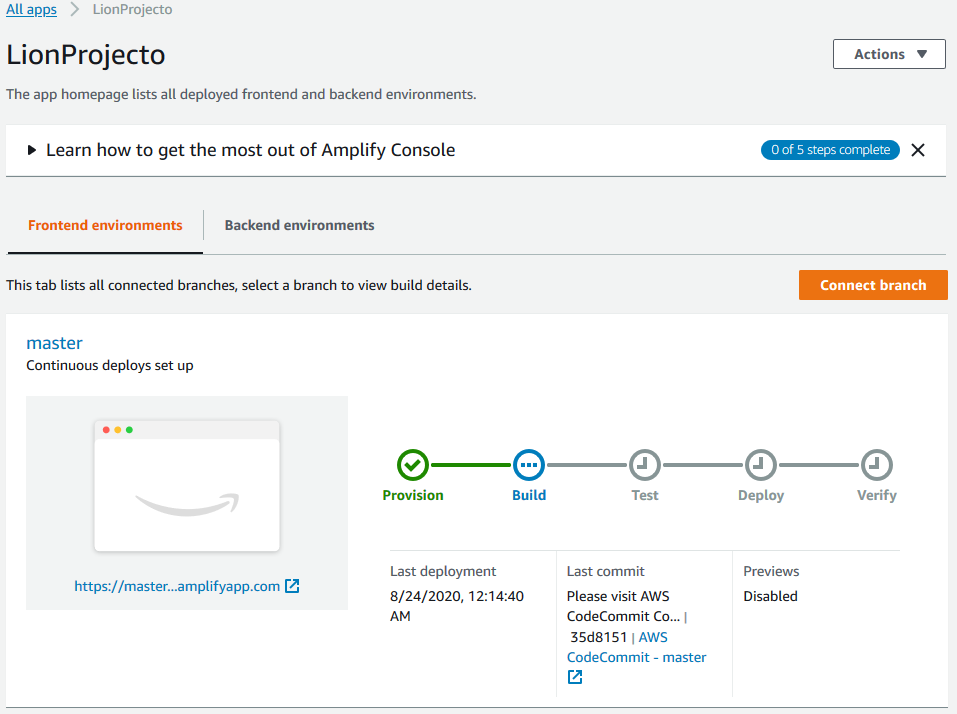 All apps > LionProjecto
LionProjecto
Actions
The app homepage lists all deployed frontend and backend environments.
Learn how to get the most out of Amplify Console
0 of 5 steps complete
Frontend environments
Backend environments
This tab lists all connected branches, select a branch to view build details.
Connect branch
master
Continuous deploys set up
https://master...amplifyapp.com
Provision
Build
Test
Deploy
Verify
Last deployment
8/24/2020, 12:14:40
AM
Last commit
Please visit AWS
CodeCommit Co... |
35d8151 | AWS
CodeCommit - master
Previews
Disabled